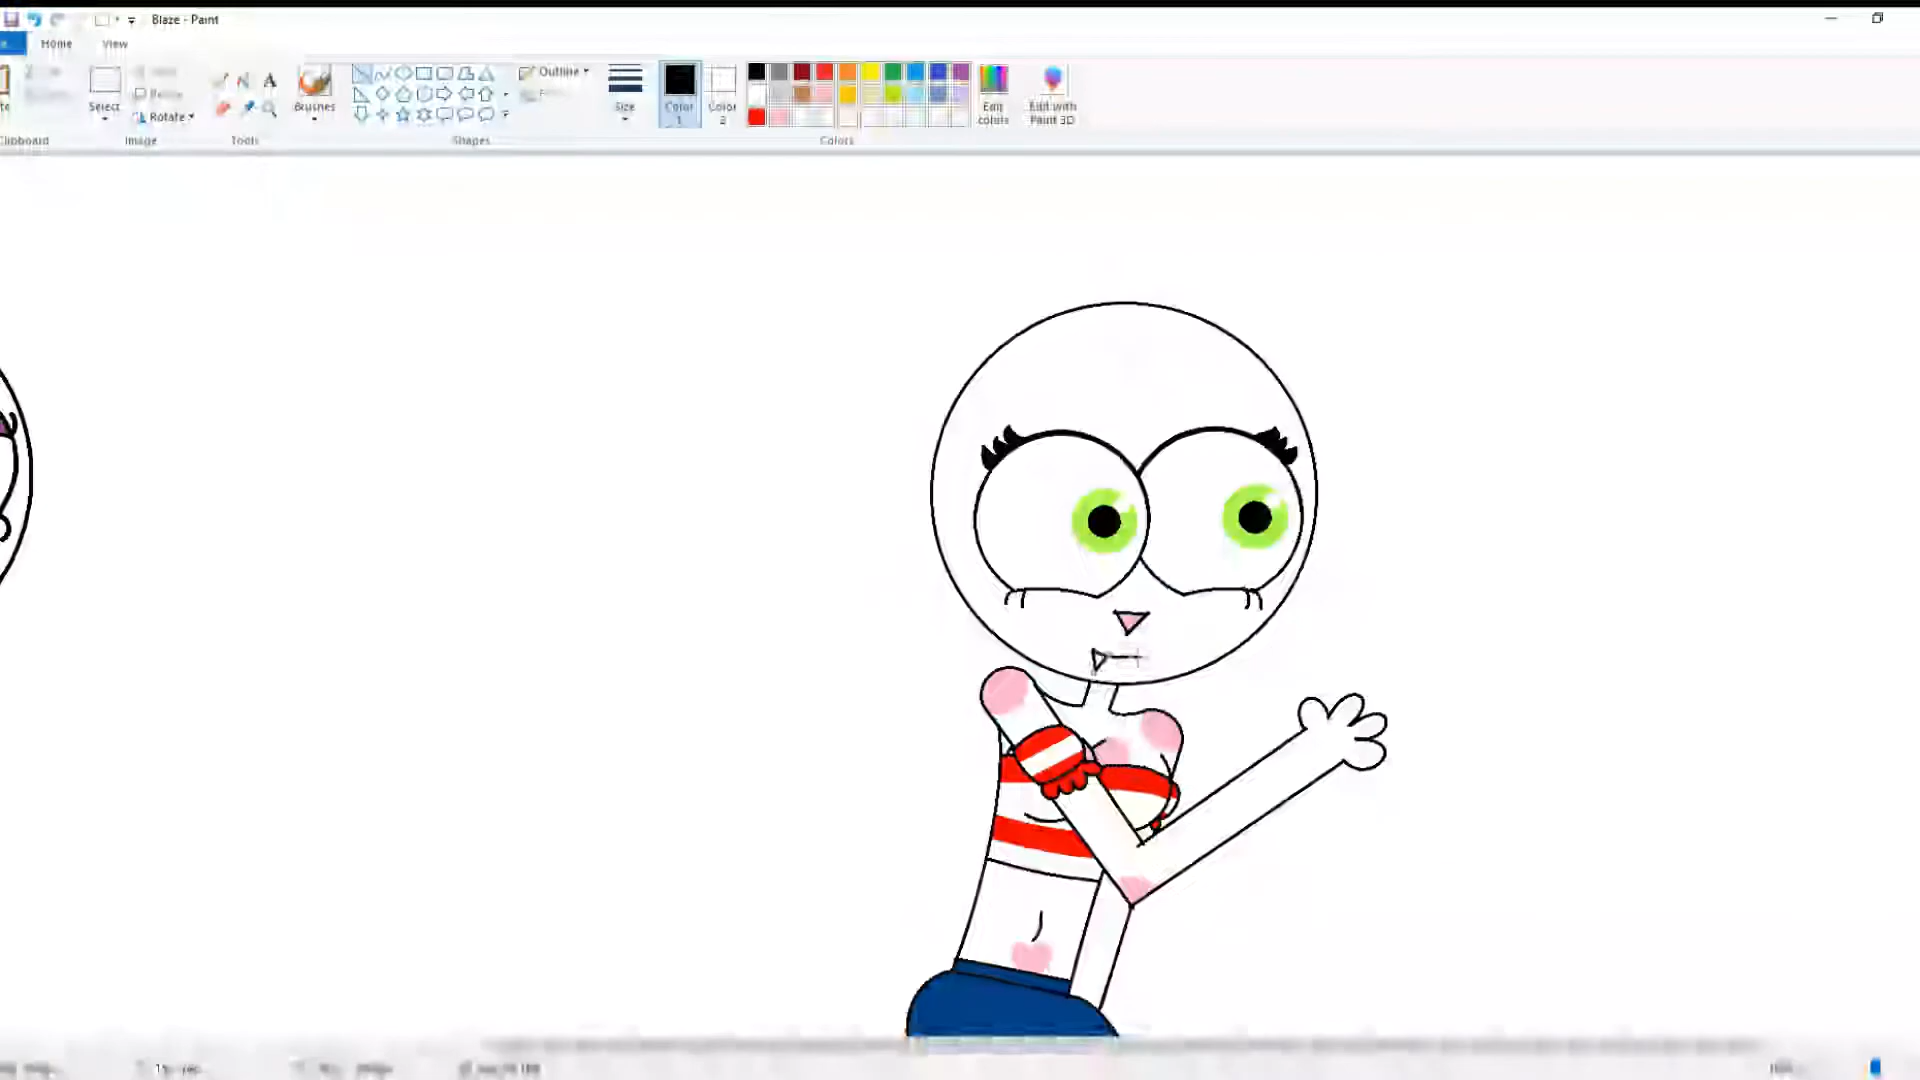 Blaze - Paint
Home View
Select
Rotate
Brushes
Outline
Size
Color 1
Color 2
Edit colors
Edit with Paint 3D
Clipboard
Image
Tools
Shapes
Colors